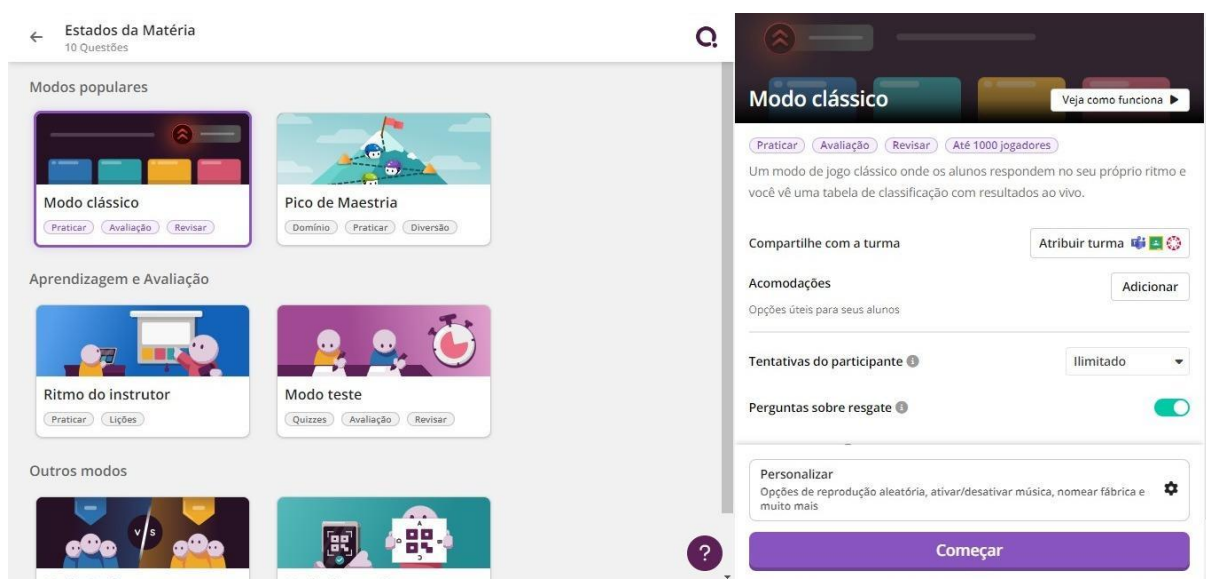 Estados da Matéria
10 Questões
Modos populares
Modo clássico
Praticar Avaliação Revisar
Pico de Maestria
Domínio Praticar Diversão
Aprendizagem e Avaliação
Ritmo do instrutor
Praticar Lições
Modo teste
Quizzes Avaliação Revisar
Outros modos
V/S
?
Modo clássico
Veja como funciona
Praticar Avaliação Revisar Até 1000 jogadores
Um modo de jogo clássico onde os alunos respondem no seu próprio ritmo e
você vê uma tabela de classificação com resultados ao vivo.
Compartilhe com a turma
Atribuir turma
Acomodações
Adicionar
Opções úteis para seus alunos
Tentativas do participante
Ilimitado
Perguntas sobre resgate
Personalizar
Opções de reprodução aleatória, ativar/desativar música, nomear fábrica e
muito mais
Começar